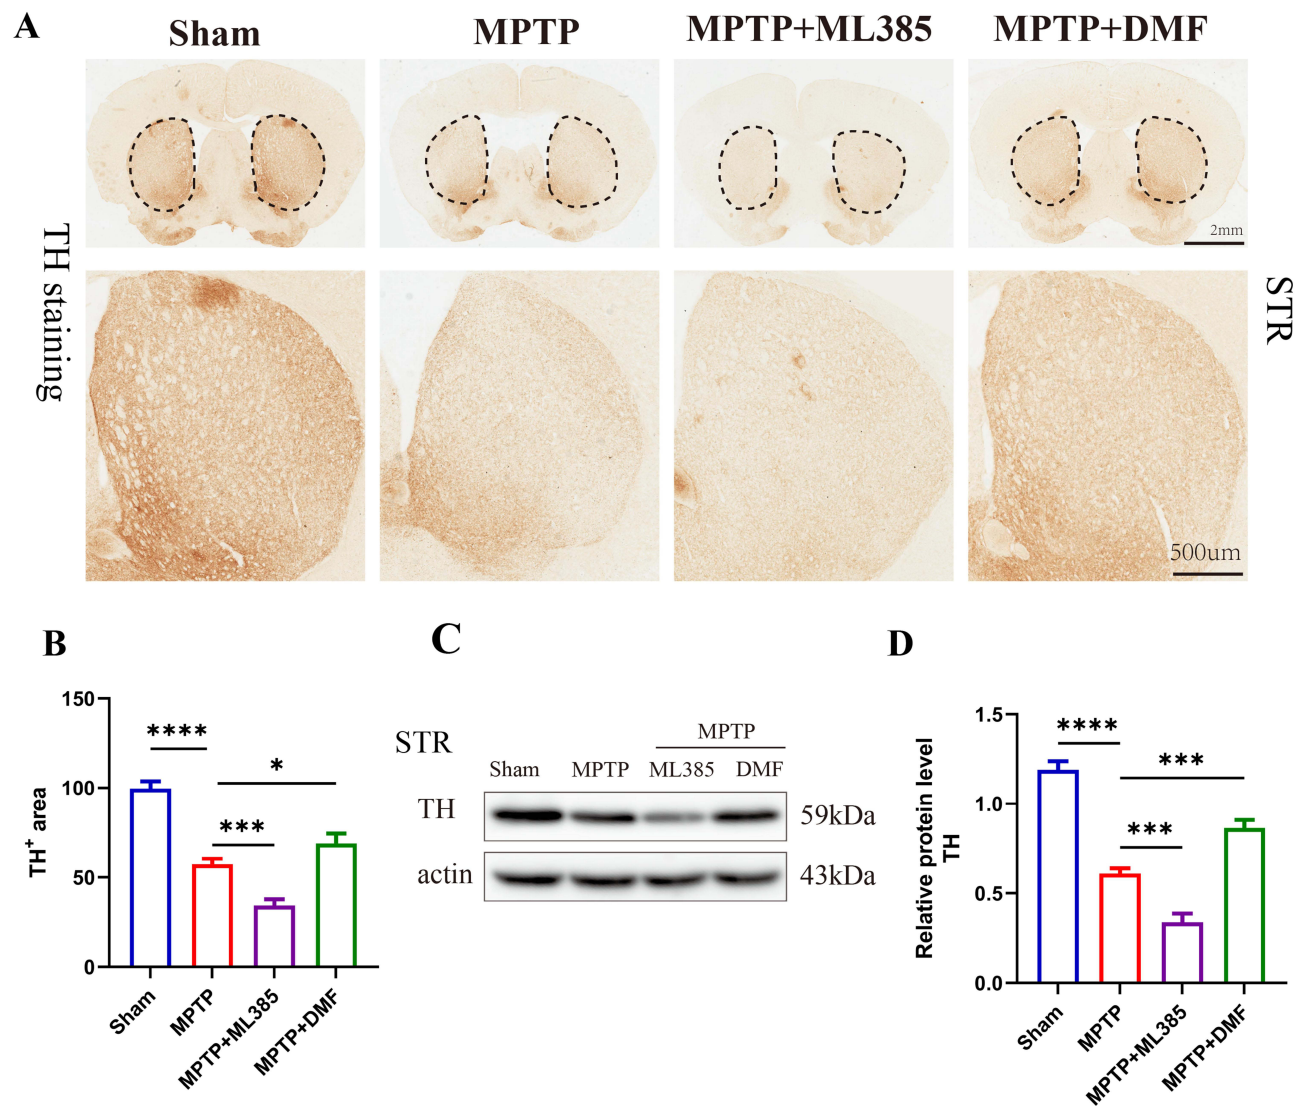 A
Sham
MPTP
MPTP+ML385
MPTP+DMF
TH staining
2mm
STR
500um
B
150
100
50
0
TH+ area
****
*
***
Sham
MPTP
MPTP+ML385
MPTP+DMF
C
STR
MPTP
Sham
MPTP
ML385
DMF
TH
59kDa
actin
43kDa
D
1.5
1.0
0.5
0.0
Relative protein level
TH
****
***
***
Sham
MPTP
MPTP+ML385
MPTP+DMF